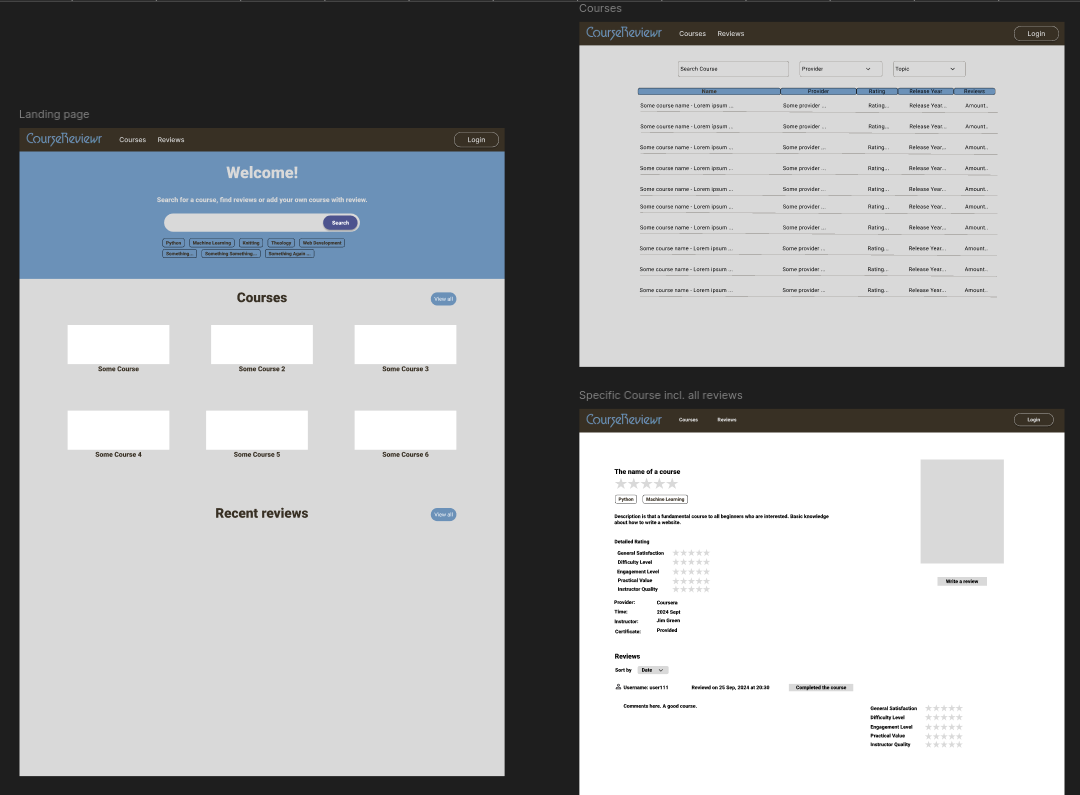 Landing page
CourseReviewr Courses Reviews Login
Welcome!
Search for a course, find reviews or add your own course with review.
Search
Python Machine Learning Knitting Theology Web Development
Something... Something Something... Something Again ...
Courses View all
Some Course Some Course 2 Some Course 3
Some Course 4 Some Course 5 Some Course 6
Recent reviews View all
Courses
CourseReviewr Courses Reviews Login
Search Course Provider Topic
Name Provider Rating Release Year Reviews
Some course name - Lorem ipsum ... Some provider ... Rating... Release Year... Amount..
Some course name - Lorem ipsum ... Some provider ... Rating... Release Year... Amount..
Some course name - Lorem ipsum ... Some provider ... Rating... Release Year... Amount..
Some course name - Lorem ipsum ... Some provider ... Rating... Release Year... Amount..
Some course name - Lorem ipsum ... Some provider ... Rating... Release Year... Amount..
Some course name - Lorem ipsum ... Some provider ... Rating... Release Year... Amount..
Some course name - Lorem ipsum ... Some provider ... Rating... Release Year... Amount..
Some course name - Lorem ipsum ... Some provider ... Rating... Release Year... Amount..
Some course name - Lorem ipsum ... Some provider ... Rating... Release Year... Amount..
Some course name - Lorem ipsum ... Some provider ... Rating... Release Year... Amount..
Specific Course incl. all reviews
CourseReviewr Courses Reviews Login
The name of a course
Python Machine Learning
Description is that a fundamental course to all beginners who are interested. Basic knowledge
about how to write a website.
Detailed Rating
General Satisfaction
Difficulty Level
Engagement Level
Practical Value
Instructor Quality
Write a review
Provider: Coursera
Time: 2024 Sept
Instructor: Jim Green
Certificate: Provided
Reviews
Sort by Date
Username: user111 Reviewed on 25 Sep, 2024 at 20:30 Completed the course
Comments here. A good course.
General Satisfaction
Difficulty Level
Engagement Level
Practical Value
Instructor Quality